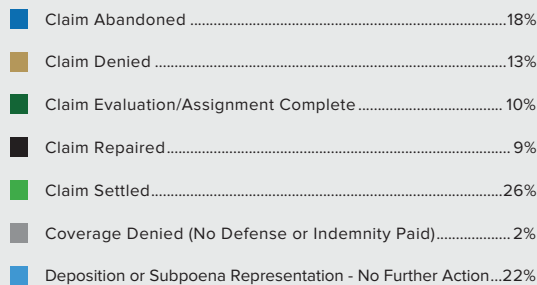 Claim Abandoned ........................................................................................18%
Claim Denied .................................................................................................13%
Claim Evaluation/Assignment Complete ........................................ 10%
Claim Repaired............................................................................................... 9%
Claim Settled..................................................................................................26%
Coverage Denied (No Defense or Indemnity Paid).................... 2%
Deposition or Subpoena Representation - No Further Action...22%